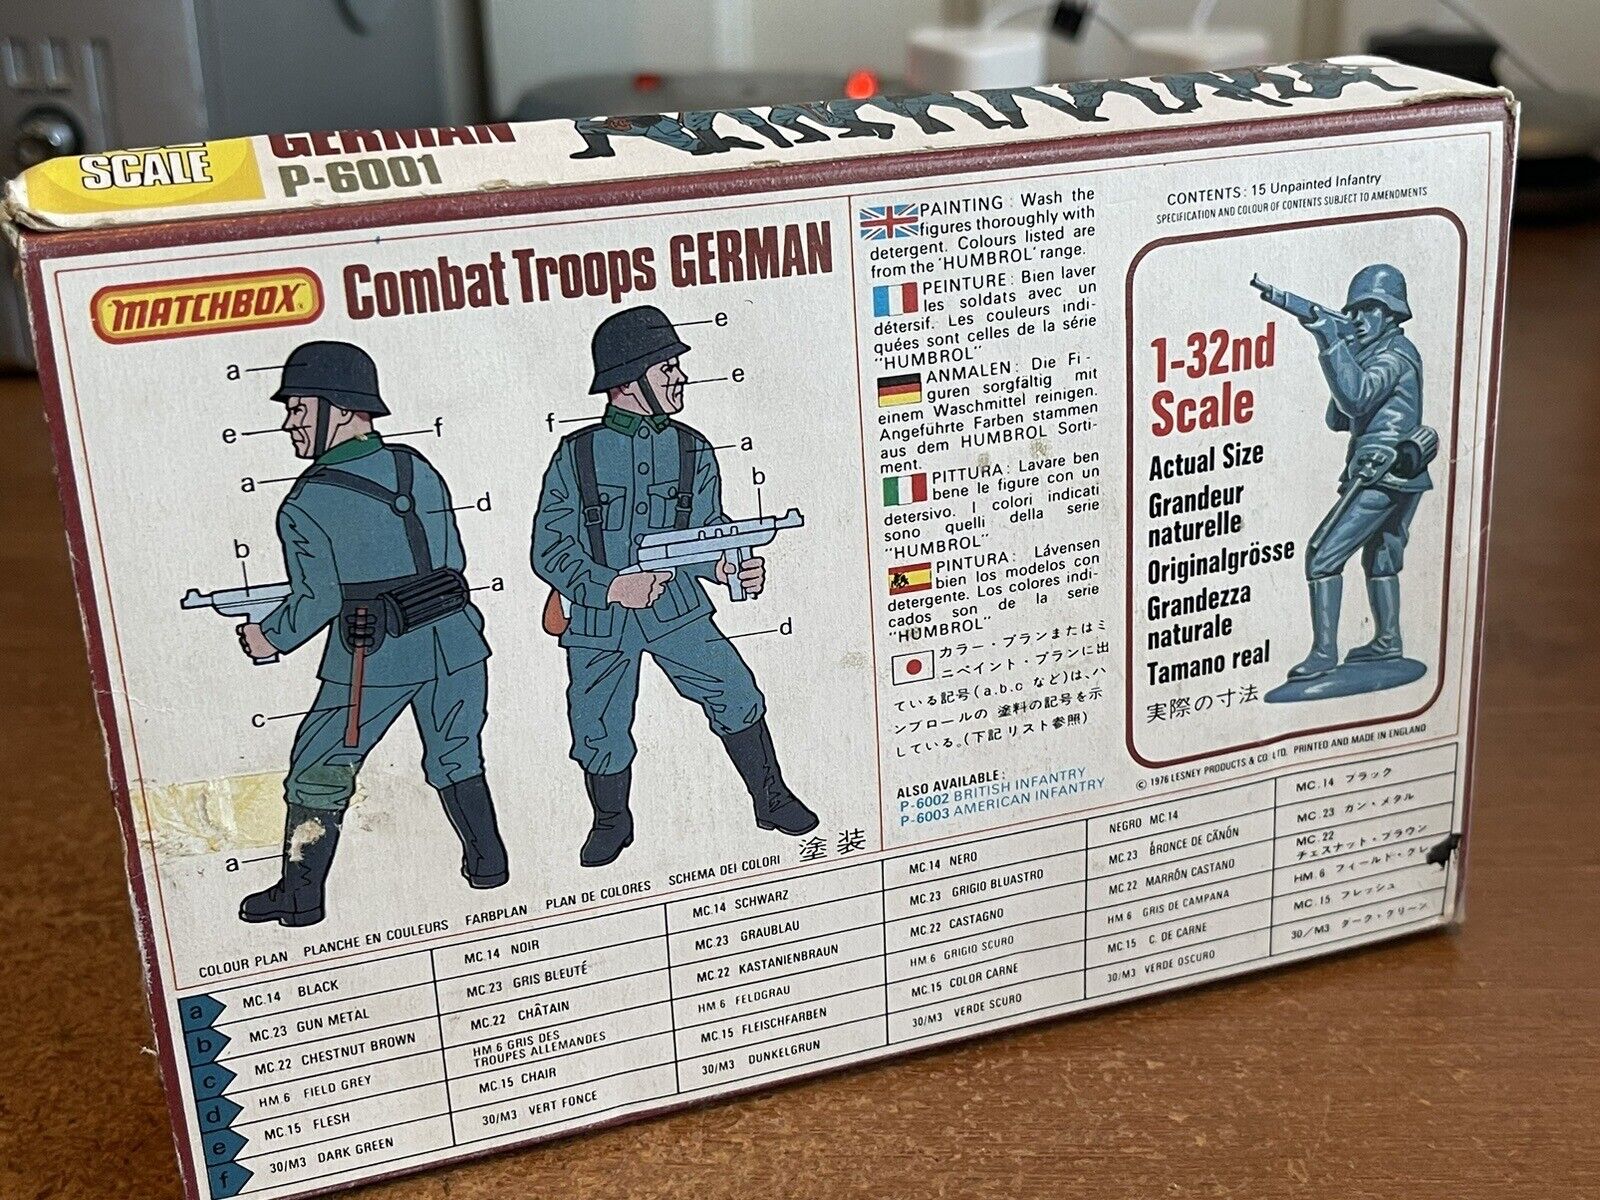 SCALE
GERMAN
P-6001
MATCHBOX
Combat Troops GERMAN
a
e
f
a
b
d
a
c
a
e
e
f
a
b
d
塗装
PAINTING : Wash the
figures thoroughly with
detergent. Colours listed are
from the 'HUMBROL' range.
PEINTURE : Bien laver
les soldats avec un
détersif. Les couleurs indi-
quées sont celles de la série
"HUMBROL"
ANMALEN : Die Fi-
guren sorgfältig mit
einem Waschmittel reinigen.
Angeführte Farben stammen
aus dem HUMBROL Sorti-
ment.
PITTURA : Lavare ben
bene le figure con un
detersivo. I colori indicati
sono quelli della serie
"HUMBROL"
PINTURA : Lávensen
bien los modelos con
detergente. Los colores indi-
cados son de la serie
"HUMBROL"
カラー・プランまたはミ
ニペイント・プランに出
ている記号(a.b.c など)は、ハ
ンブロールの 塗料の記号を示
している。(下記リスト参照)
ALSO AVAILABLE :
P-6002 BRITISH INFANTRY
P-6003 AMERICAN INFANTRY
CONTENTS : 15 Unpainted Infantry
SPECIFICATION AND COLOUR OF CONTENTS SUBJECT TO AMENDMENTS
1-32nd
Scale
Actual Size
Grandeur
naturelle
Originalgrösse
Grandezza
naturale
Tamano real
実際の寸法
© 1976 LESNEY PRODUCTS & CO. LTD. PRINTED AND MADE IN ENGLAND
COLOUR PLAN PLANCHE EN COULEURS FARBPLAN PLAN DE COLORES SCHEMA DEI COLORI
a MC.14 BLACK
b MC.23 GUN METAL
c MC.22 CHESTNUT BROWN
d HM.6 FIELD GREY
e MC.15 FLESH
f 30/M3 DARK GREEN
MC.14 NOIR
MC.23 GRIS BLEUTÉ
MC.22 CHÂTAIN
HM.6 GRIS DES
TROUPES ALLEMANDES
MC.15 CHAIR
30/M3 VERT FONCE
MC.14 SCHWARZ
MC.23 GRAUBLAU
MC.22 KASTANIENBRAUN
HM 6 FELDGRAU
MC.15 FLEISCHFARBEN
30/M3 DUNKELGRUN
MC.14 NERO
MC.23 GRIGIO BLUASTRO
MC 22 CASTAGNO
HM.6 GRIGIO SCURO
MC.15 COLOR CARNE
30/M3 VERDE SCURO
NEGRO MC.14
MC 23 BRONCE DE CÃNÓN
MC 22 MARRÓN CASTANO
HM 6 GRIS DE CAMPANA
MC.15 C. DE CARNE
30/M3 VERDE OSCURO
MC.14 ブラック
MC.23 ガン・メタル
MC.22
チェスナット・ブラウン
HM.6 フィールド・グレ
MC.15 フレッシュ
30/M3 ダーク・グリーン